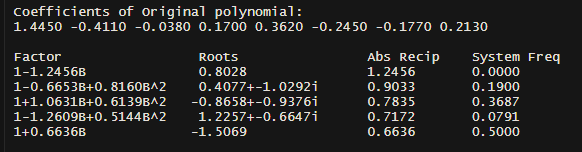 Coefficients of Original polynomial:
1.4450 -0.4110 -0.0380 0.1700 0.3620 -0.2450 -0.1770 0.2130
Factor Roots Abs Recip System Freq
1-1.2456B 0.8028 1.2456 0.0000
1-0.6653B+0.8160B^2 0.4077+-1.0292i 0.9033 0.1900
1+1.0631B+0.6139B^2 -0.8658+-0.9376i 0.7835 0.3687
1-1.2609B+0.5144B^2 1.2257+-0.6647i 0.7172 0.0791
1+0.6636B -1.5069 0.6636 0.5000